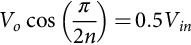 V_o cos(π/2n) = 0.5V_in